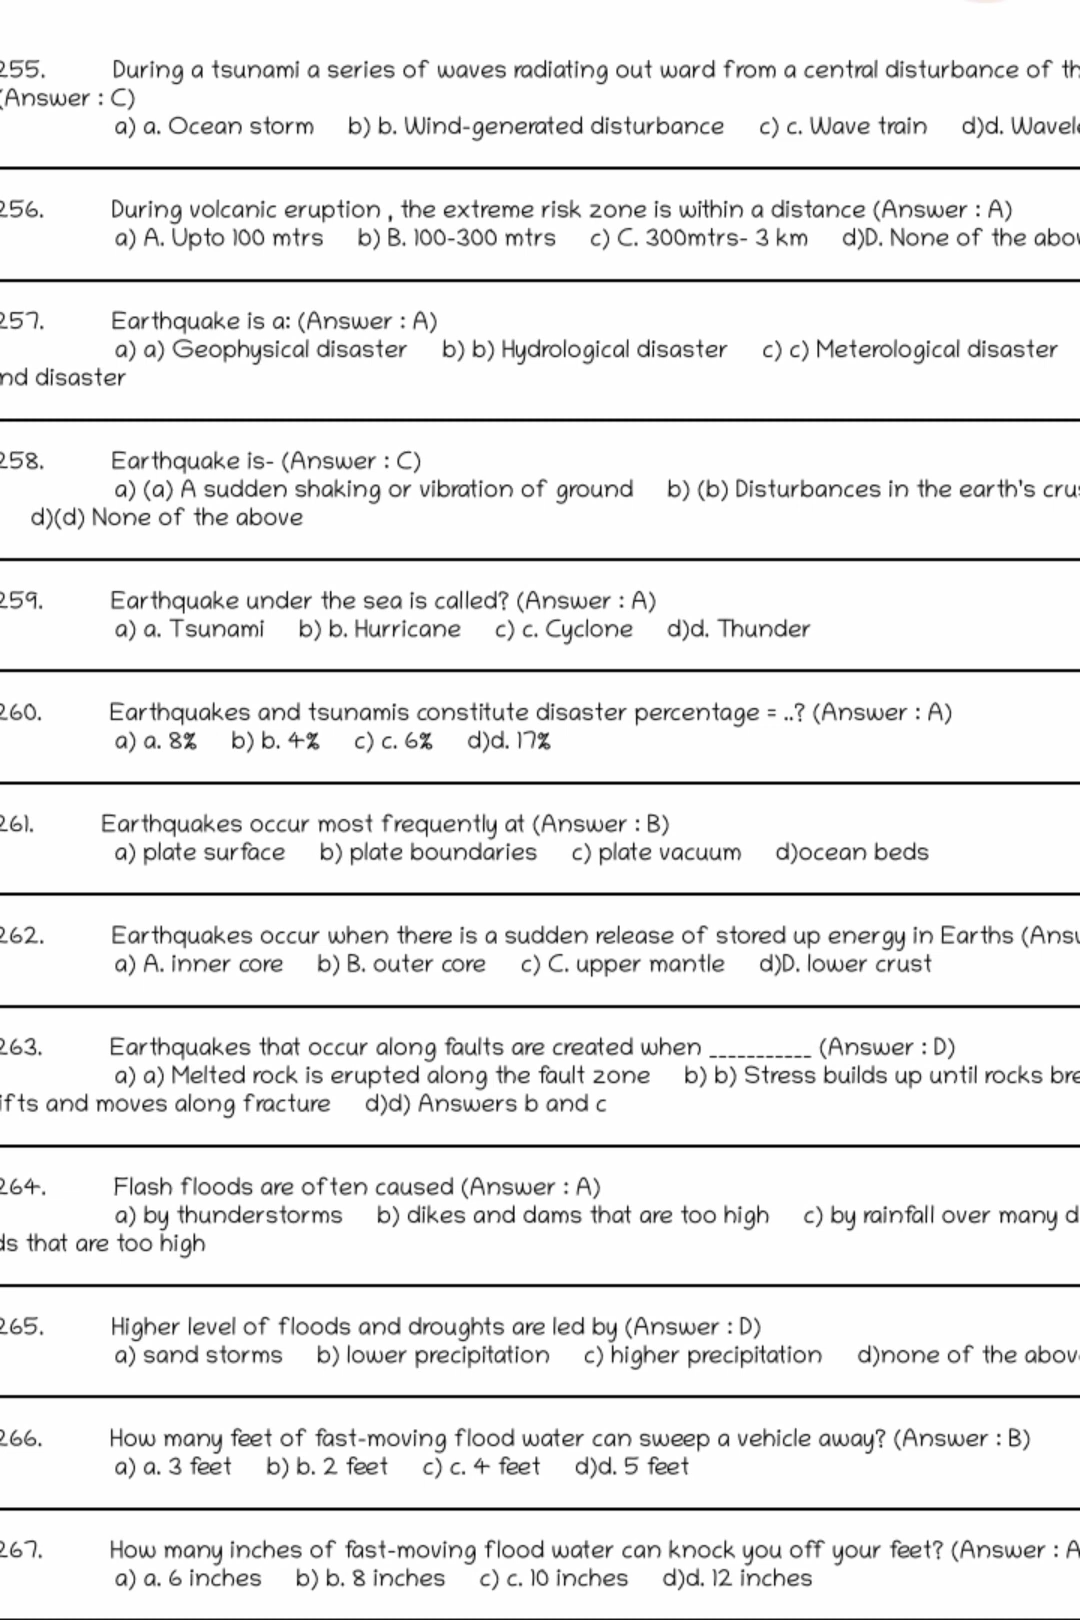 255. During a tsunami a series of waves radiating out ward from a central disturbance of
(Answer : C)
a) a. Ocean storm b) b. Wind-generated disturbance c) c. Wave train d)d.
256. During volcanic eruption , the extreme risk zone is within a distance (Answer : A)
a) A. Upto 100 mtrs b) B. 100-300 mtrs c) C. 300mtrs- 3 km d)D. None of the
257. Earthquake is a: (Answer : A)
a) a) Geophysical disaster b) b) Hydrological disaster c) c) Meterological disaster
disaster
258. Earthquake is- (Answer : C)
a) (a) A sudden shaking or vibration of ground b) (b) Disturbances in the earth's
d)(d) None of the above
259. Earthquake under the sea is called? (Answer : A)
a) a. Tsunami b) b. Hurricane c) c. Cyclone d)d. Thunder
260. Earthquakes and tsunamis constitute disaster percentage = ..? (Answer : A)
a) a. 8% b) b. 4% c) c. 6% d)d. 17%
261. Earthquakes occur most frequently at (Answer : B)
a) plate surface b) plate boundaries c) plate vacuum d)ocean beds
262. Earthquakes occur when there is a sudden release of stored up energy in Earths
a) A. inner core b) B. outer core c) C. upper mantle d)D. lower crust
263. Earthquakes that occur along faults are created when ___________ (Answer : D)
a) a) Melted rock is erupted along the fault zone b) b) Stress builds up until rocks
and moves along fracture d)d) Answers b and c
264. Flash floods are often caused (Answer : A)
a) by thunderstorms b) dikes and dams that are too high c) by rainfall over many
that are too high
265. Higher level of floods and droughts are led by (Answer : D)
a) sand storms b) lower precipitation c) higher precipitation d)none of the
266. How many feet of fast-moving flood water can sweep a vehicle away? (Answer : B)
a) a. 3 feet b) b. 2 feet c) c. 4 feet d)d. 5 feet
267. How many inches of fast-moving flood water can knock you off your feet? (Answer : A
a) a. 6 inches b) b. 8 inches c) c. 10 inches d)d. 12 inches